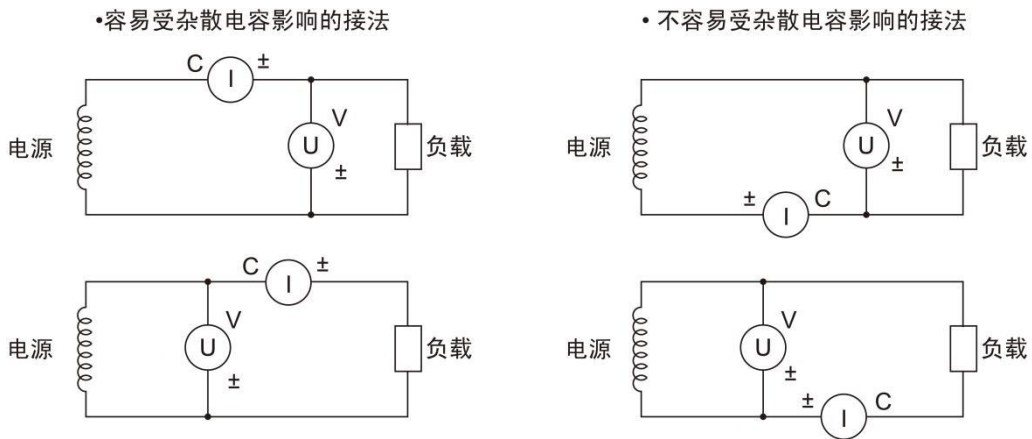 •容易受杂散电容影响的接法
C I ±
V
电源 U 负载
±
C I ±
V
电源 U 负载
±
• 不容易受杂散电容影响的接法
V
电源 U 负载
±
± I C
V
电源 U 负载
±
± I C